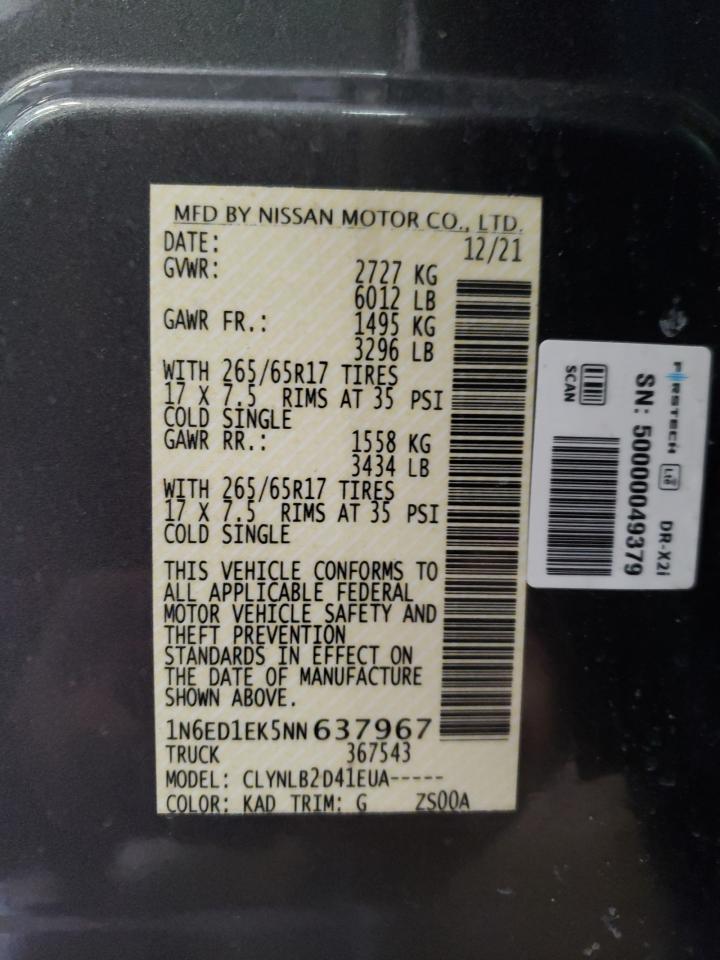 MFD BY NISSAN MOTOR CO., LTD.
DATE: 12/21
GVWR: 2727 KG
6012 LB
GAWR FR.: 1495 KG
3296 LB
WITH 265/65R17 TIRES
17 X 7.5 RIMS AT 35 PSI
COLD SINGLE
GAWR RR.: 1558 KG
3434 LB
WITH 265/65R17 TIRES
17 X 7.5 RIMS AT 35 PSI
COLD SINGLE
THIS VEHICLE CONFORMS TO
ALL APPLICABLE FEDERAL
MOTOR VEHICLE SAFETY AND
THEFT PREVENTION
STANDARDS IN EFFECT ON
THE DATE OF MANUFACTURE
SHOWN ABOVE.
1N6ED1EK5NN637967
TRUCK 367543
MODEL: CLYNLB2D41EUA-----
COLOR: KAD TRIM: G ZS00A
FIRSTECH Ltd DR-X2i
SN: 50000049379
SCAN